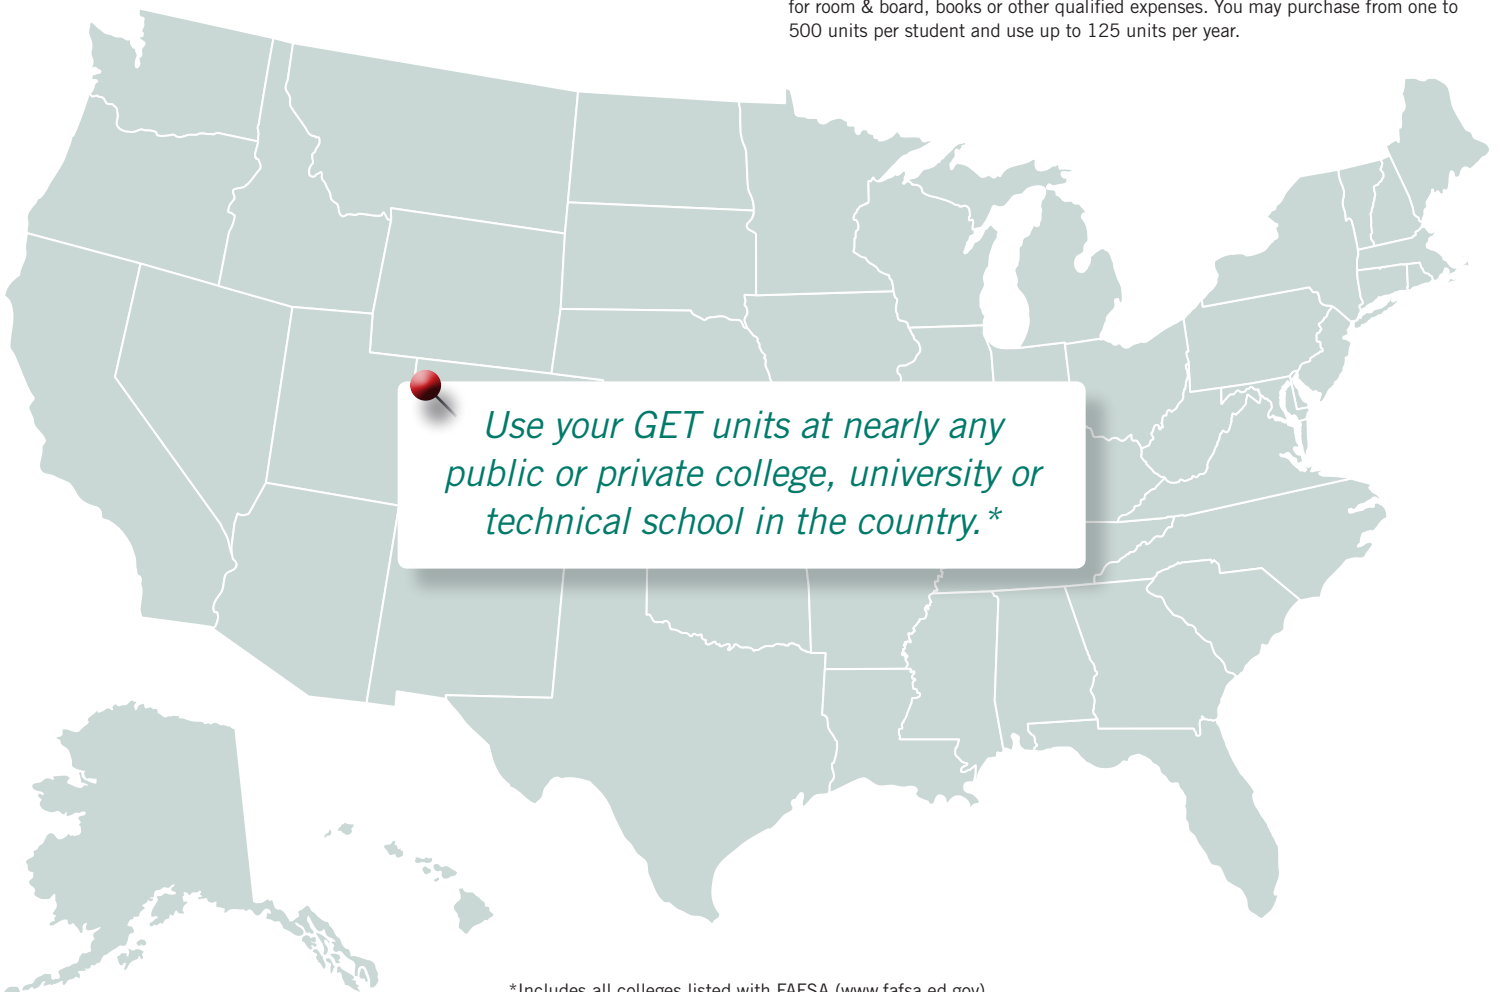 for room & board, books or other qualified expenses. You may purchase from one to
500 units per student and use up to 125 units per year.
Use your GET units at nearly any
public or private college, university or
technical school in the country.*
*Includes all colleges listed with FAFSA (www.fafsa.ed.gov)